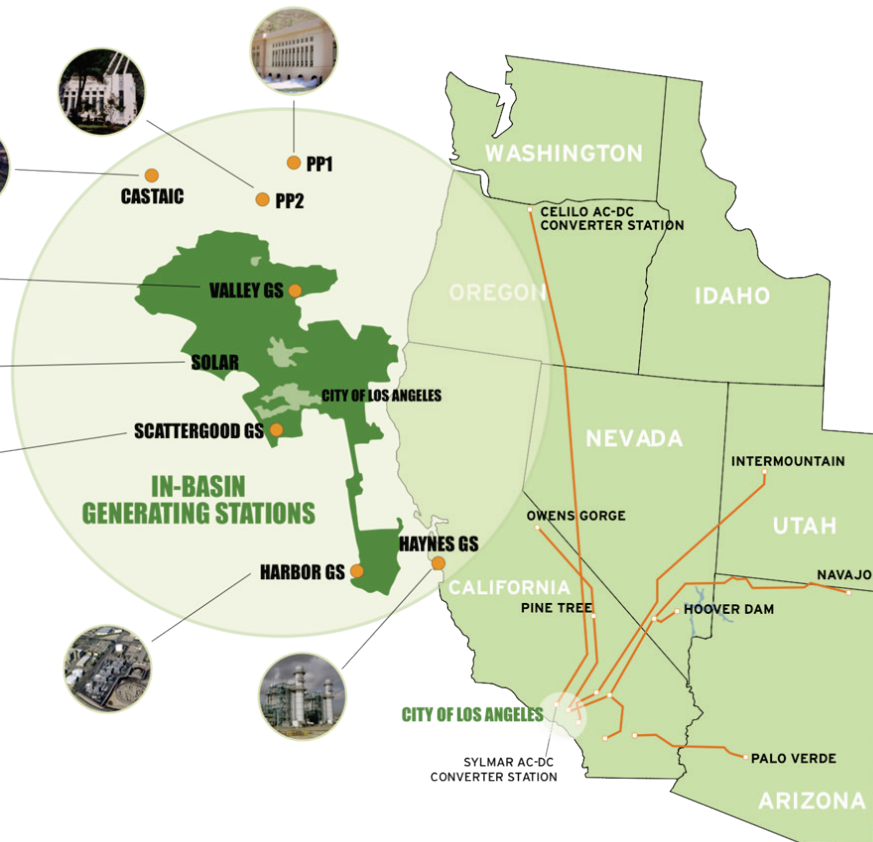 PP1
CASTAIC
PP2
VALLEY GS
SOLAR
CITY OF LOS ANGELES
SCATTERGOOD GS
IN-BASIN
GENERATING STATIONS
HARBOR GS
HAYNES GS
WASHINGTON
CELILO AC-DC
CONVERTER STATION
OREGON
IDAHO
NEVADA
INTERMOUNTAIN
OWENS GORGE
UTAH
NAVAJO
CALIFORNIA
PINE TREE
HOOVER DAM
CITY OF LOS ANGELES
SYLMAR AC-DC
CONVERTER STATION
PALO VERDE
ARIZONA